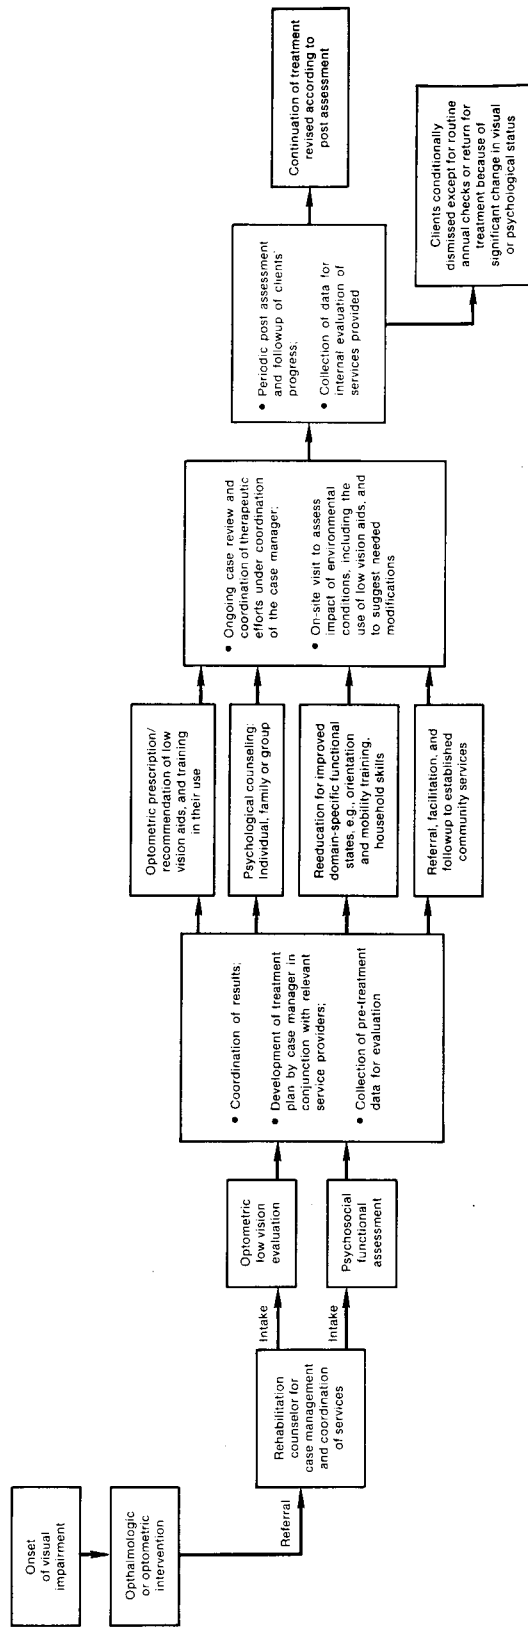 Onset
of visual
impairment
Opthalmologic
or optometric
intervention
Referral
Rehabilitation
counselor for
case management
and coordination
of services
Intake
Intake
Optometric
low vision
evaluation
Psychosocial
functional
assessment
• Coordination of results;
• Development of treatment
plan by case manager in
conjunction with relevant
service providers;
• Collection of pre-treatment
data for evaluation
Optometric prescription/
recommendation of low
vision aids, and training
in their use
Psychological counseling:
Individual, family or group
Reeducation for improved
domain-specific functional
states, e.g., orientation
and mobility training,
household skills
Referral, facilitation, and
followup to established
community services
• Ongoing case review and
coordination of therapeutic
efforts under coordination
of the case manager;
• On-site visit to assess
impact of environmental
conditions, including the
use of low vision aids, and
to suggest needed
modifications
• Periodic post assessment
and followup of clients'
progress;
• Collection of data for
internal evaluation of
services provided
Continuation of treatment
revised according to
post assessment
Clients conditionally
dismissed except for routine
annual checks or return for
treatment because of
significant change in visual
or psychological status